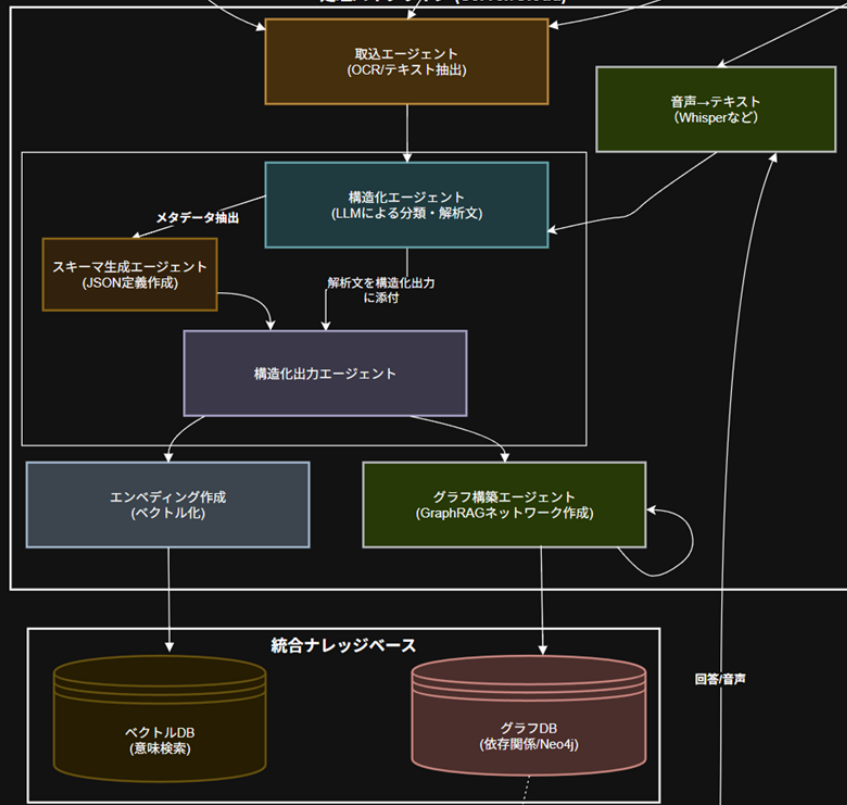 取込エージェント
(OCR/テキスト抽出)
音声→テキスト
（Whisperなど）
構造化エージェント
(LLMによる分類・解析文)
メタデータ抽出
スキーマ生成エージェント
(JSON定義作成)
解析文を構造化出力
に添付
構造化出力エージェント
エンベディング作成
(ベクトル化)
グラフ構築エージェント
(GraphRAGネットワーク作成)
統合ナレッジベース
回答/音声
ベクトルDB
(意味検索)
グラフDB
(依存関係/Neo4j)